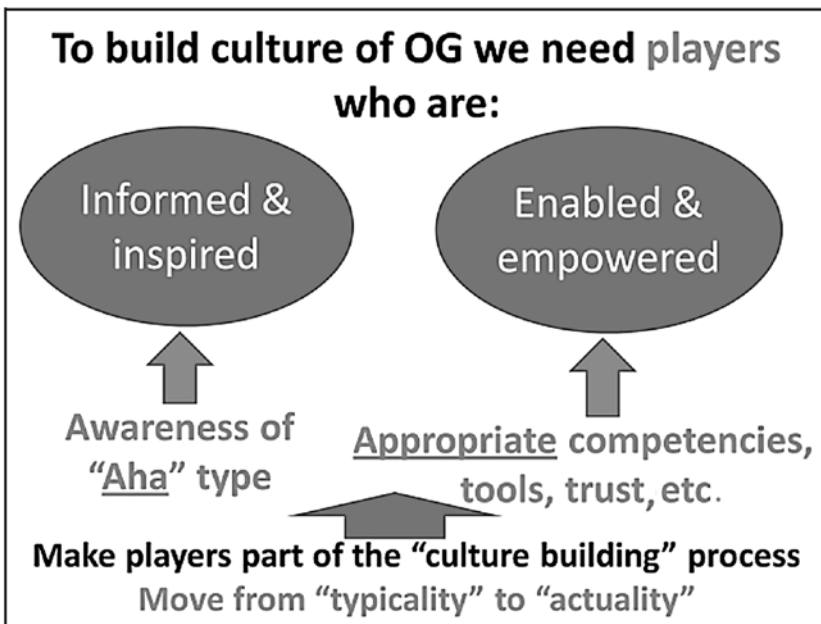 To build culture of OG we need players
who are:
Informed &
inspired
Enabled &
empowered
Awareness of
“Aha” type
Appropriate competencies,
tools, trust, etc.
Make players part of the “culture building” process
Move from “typicality” to “actuality”